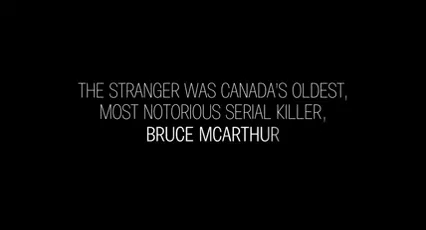 THE STRANGER WAS CANADA'S OLDEST,
MOST NOTORIOUS SERIAL KILLER,
BRUCE MCARTHUR